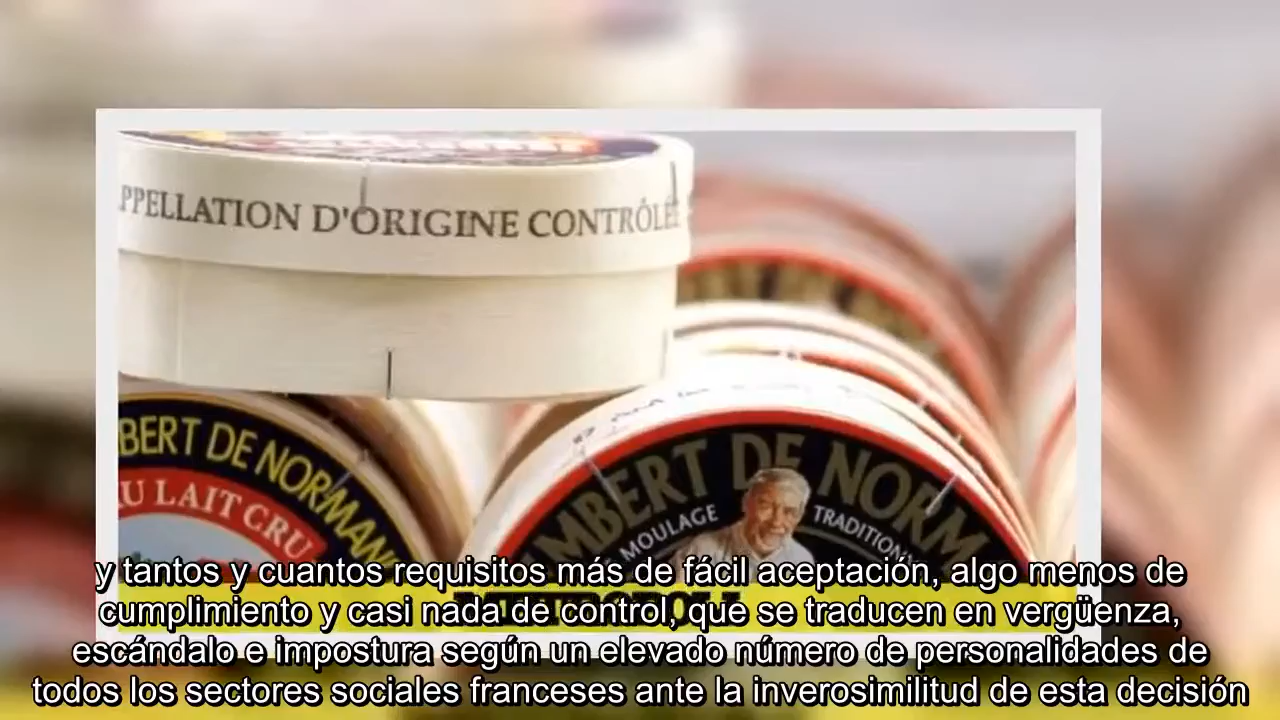 PPELLATION D'ORIGINE CONTRÔLÉE
BERT DE NORMAN
U LAIT CRU
MBERT DE NORM
MOULAGE
TRADITION
y tantos y cuantos requisitos más de fácil aceptación, algo menos de
cumplimiento y casi nada de control, que se traducen en vergüenza,
escándalo e impostura según un elevado número de personalidades de
todos los sectores sociales franceses ante la inverosimilitud de esta decisión